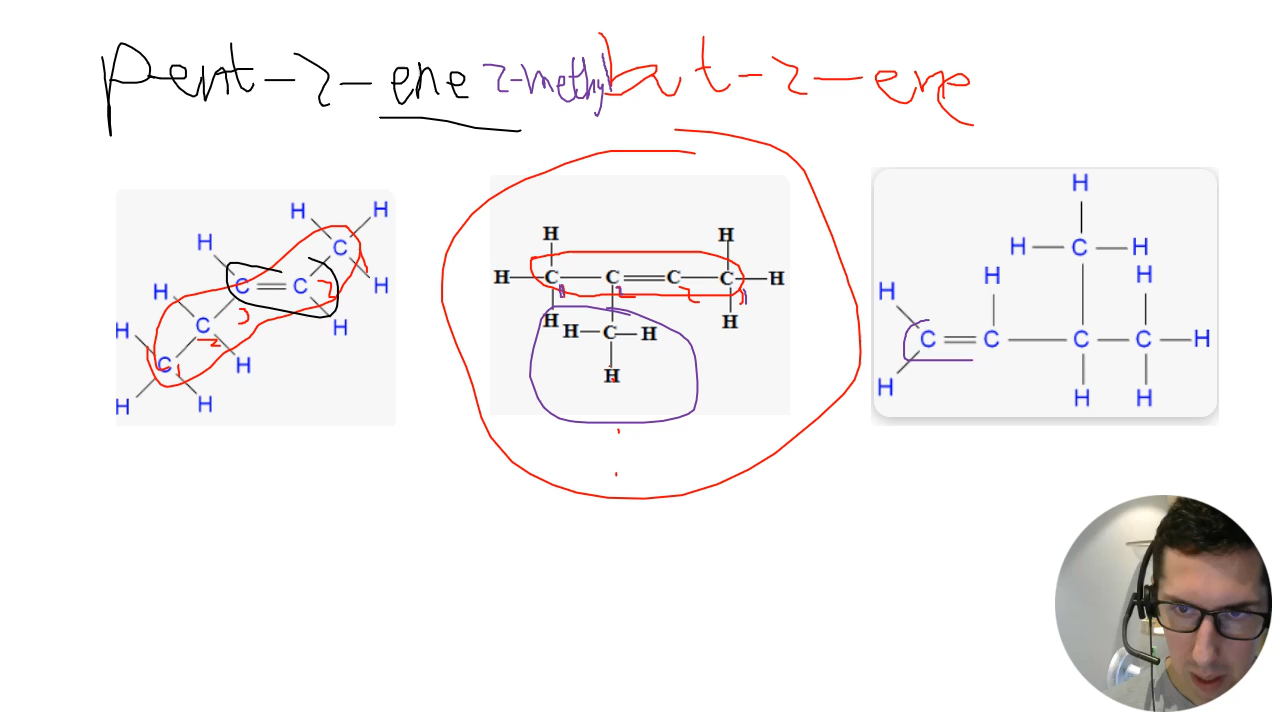 pent-2-ene 2-methylbut-2-ene
H H H
H H H H H H H
H C C H C H
H C C H H C C C C H H H
H C H H H C H H H C C C C H
H C H H H H H H
H H